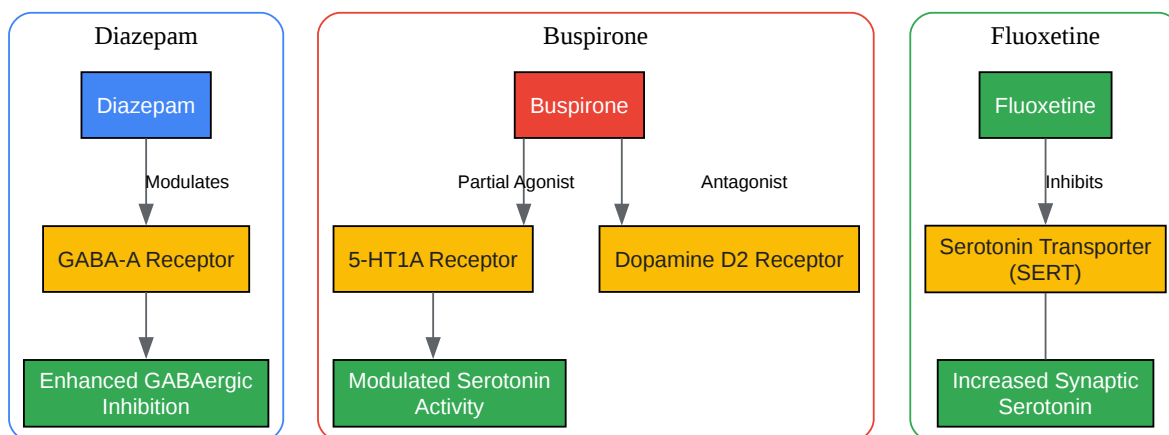 Diazepam
Diazepam
Modulates
GABA-A Receptor
Enhanced GABAergic
Inhibition
Buspirone
Buspirone
Partial Agonist
Antagonist
5-HT1A Receptor
Dopamine D2 Receptor
Modulated Serotonin
Activity
Fluoxetine
Fluoxetine
Inhibits
Serotonin Transporter
(SERT)
Increased Synaptic
Serotonin